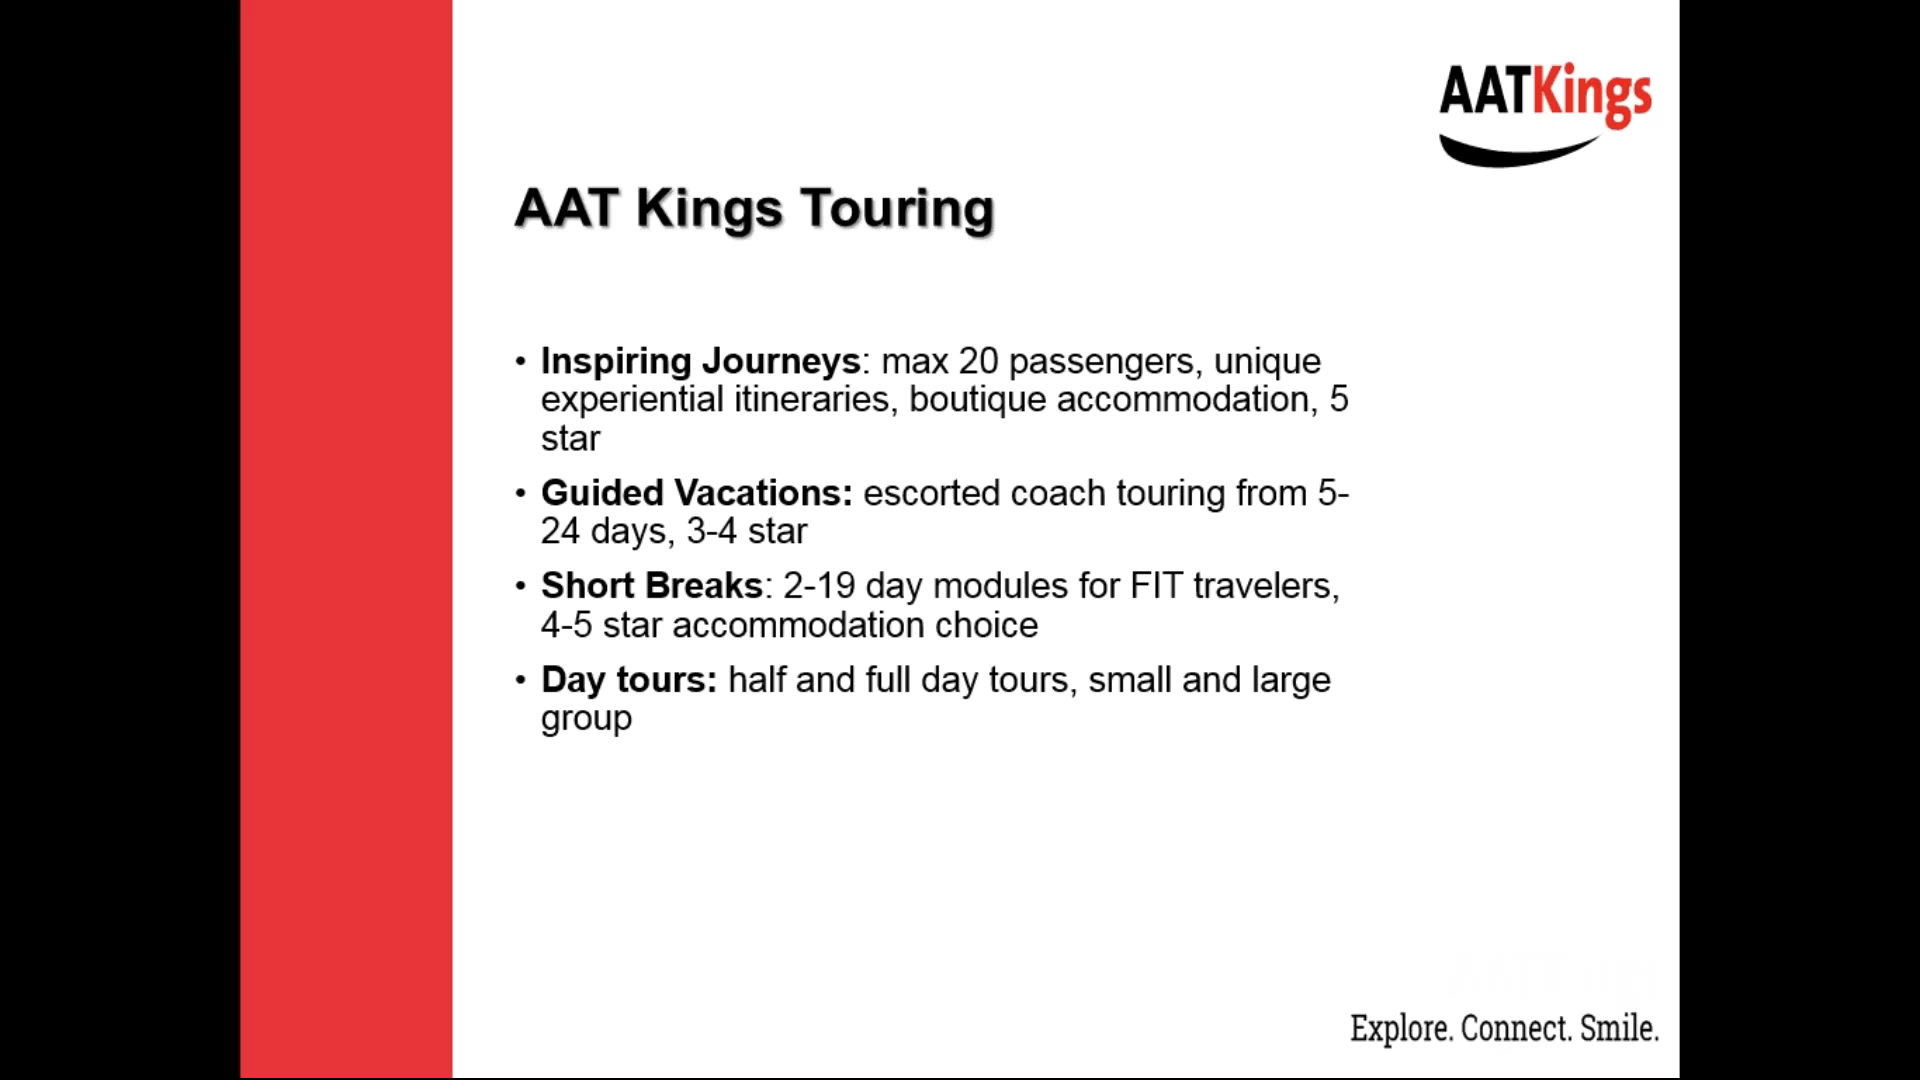 AATKings
AAT Kings Touring
• Inspiring Journeys: max 20 passengers, unique
experiential itineraries, boutique accommodation, 5
star
• Guided Vacations: escorted coach touring from 5-
24 days, 3-4 star
• Short Breaks: 2-19 day modules for FIT travelers,
4-5 star accommodation choice
• Day tours: half and full day tours, small and large
group
Explore. Connect. Smile.